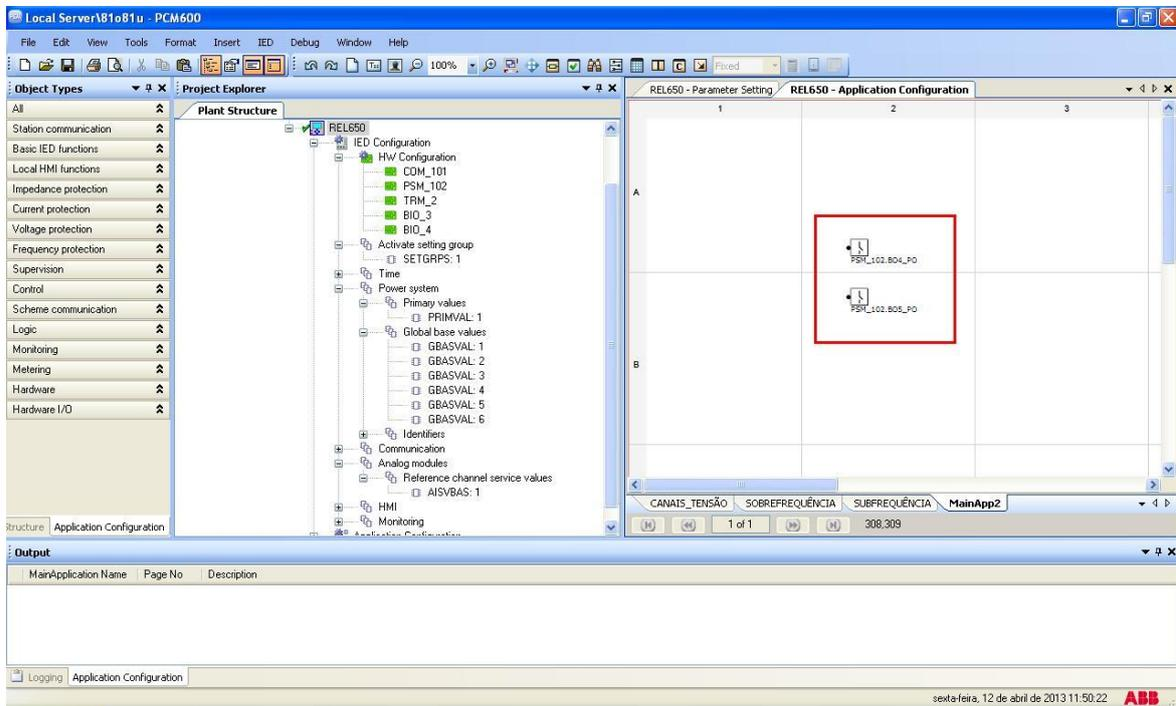 Local Server\81o81u - PCM600
File Edit View Tools Format Insert IED Debug Window Help
100% Fixed
Object Types
All
Station communication
Basic IED functions
Local HMI functions
Impedance protection
Current protection
Voltage protection
Frequency protection
Supervision
Control
Scheme communication
Logic
Monitoring
Metering
Hardware
Hardware I/O
Structure Application Configuration
Project Explorer
Plant Structure
REL650
IED Configuration
HW Configuration
COM_101
PSM_102
TRM_2
BIO_3
BIO_4
Activate setting group
SETGRPS: 1
Time
Power system
Primary values
PRIMVAL: 1
Global base values
GBASVAL: 1
GBASVAL: 2
GBASVAL: 3
GBASVAL: 4
GBASVAL: 5
GBASVAL: 6
Identifiers
Communication
Analog modules
Reference channel service values
AISVBAS: 1
HMI
Monitoring
Application Configuration
REL650 - Parameter Setting REL650 - Application Configuration
1 2 3
A
PSM_102.BO4_PO
PSM_102.BO5_PO
B
CANAIS_TENSÃO SOBREFREQUÊNCIA SUBFREQUÊNCIA MainApp2
1 of 1 308,309
Output
MainApplication Name Page No Description
Logging Application Configuration
sexta-feira, 12 de abril de 2013 11:50:22 ABB